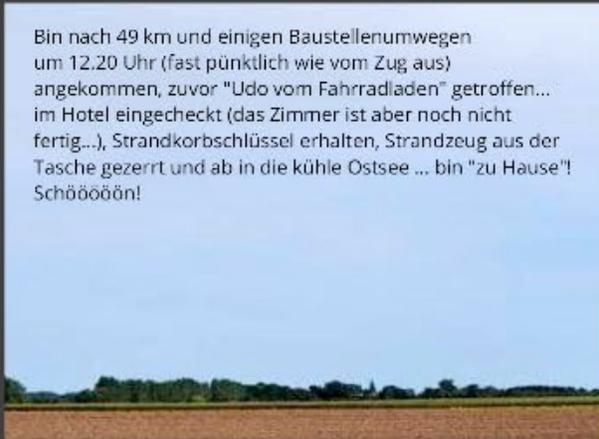 Bin nach 49 km und einigen Baustellenumwegen
um 12.20 Uhr (fast pünktlich wie vom Zug aus)
angekommen, zuvor "Udo vom Fahrradladen" getroffen...
im Hotel eingecheckt (das Zimmer ist aber noch nicht
fertig...), Strandkorbschlüssel erhalten, Strandzeug aus der
Tasche gezerrt und ab in die kühle Ostsee ... bin "zu Hause"!
Schöööööön!